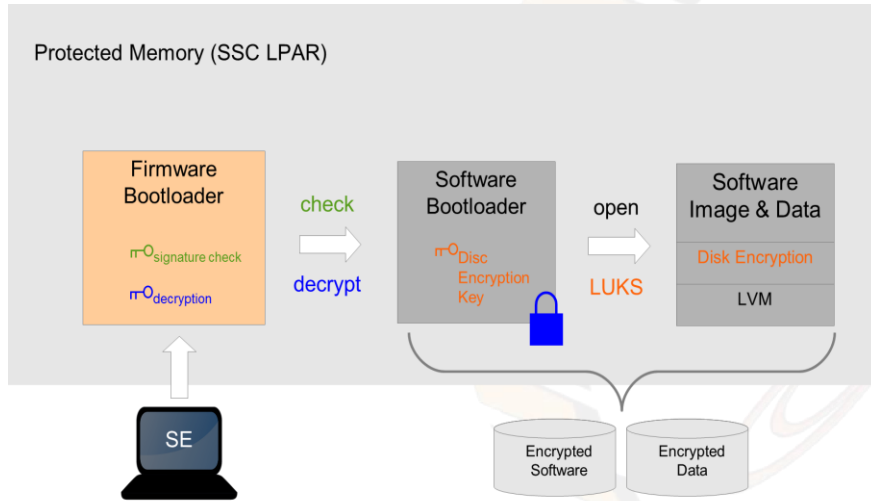 Protected Memory (SSC LPAR)
Firmware
Bootloader
signature check
decryption
check
decrypt
Software
Bootloader
Disc
Encryption
Key
open
LUKS
Software
Image & Data
Disk Encryption
LVM
SE
Encrypted
Software
Encrypted
Data